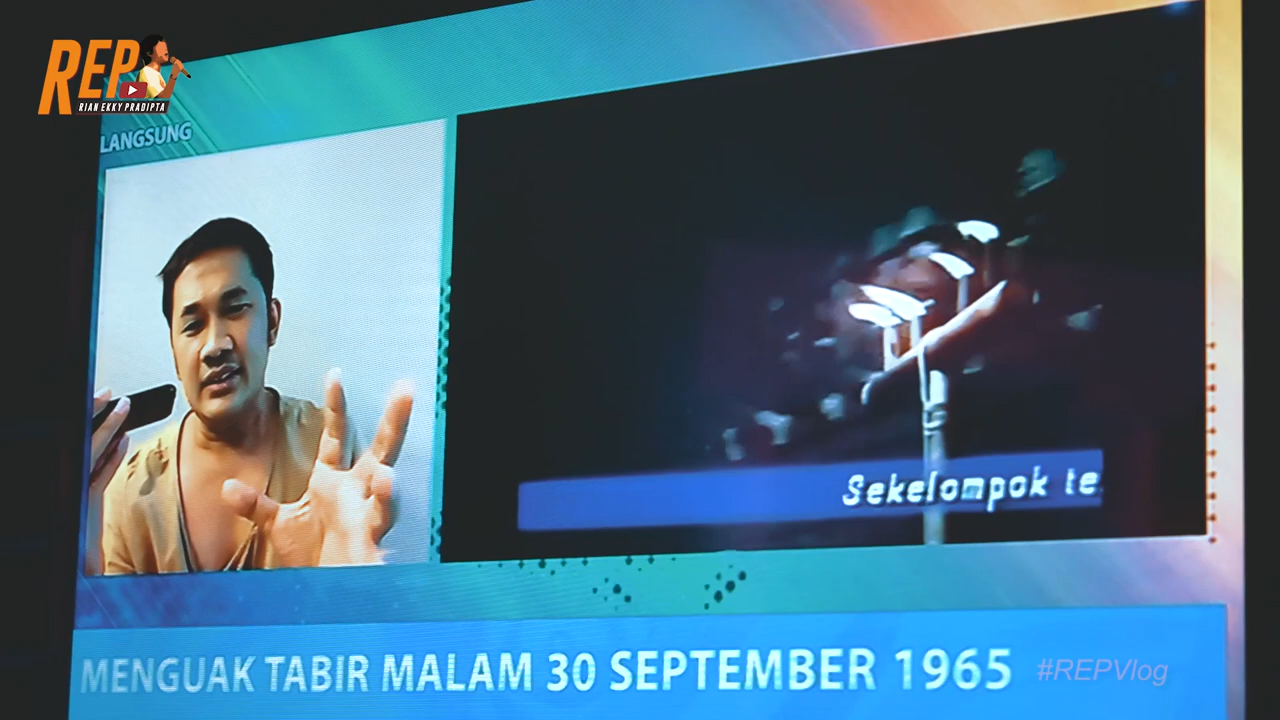 REP
RIAN EKKY PRADIPTA
LANGSUNG
Sekelompok te
MENGUAK TABIR MALAM 30 SEPTEMBER 1965
#REPVlog